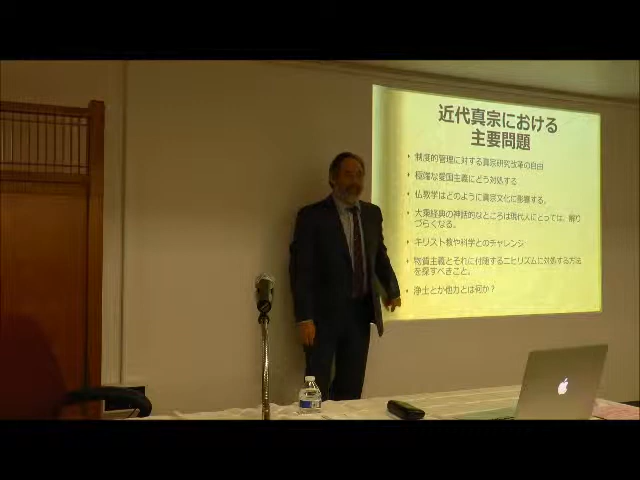 近代真宗における
主要問題
・ 制度的管理に対する真宗研究改革の自由
・ 極端な愛国主義にどう対処する
・ 仏教学はどのように真宗文化に影響する。
・ 大乗経典の神話的なところは現代人にとっては、解り
づらくなる。
・ キリスト教や科学とのチャレンジ
・ 物質主義とそれに付随するニヒリズムに対処する方法
を探すべきこと。
・ 浄土とか他力とは何か？